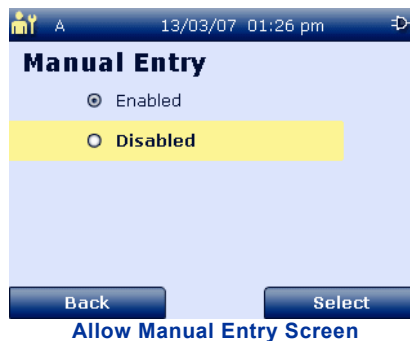 A 13/03/07 01:26 pm
Manual Entry
Enabled
Disabled
Back Select
Allow Manual Entry Screen